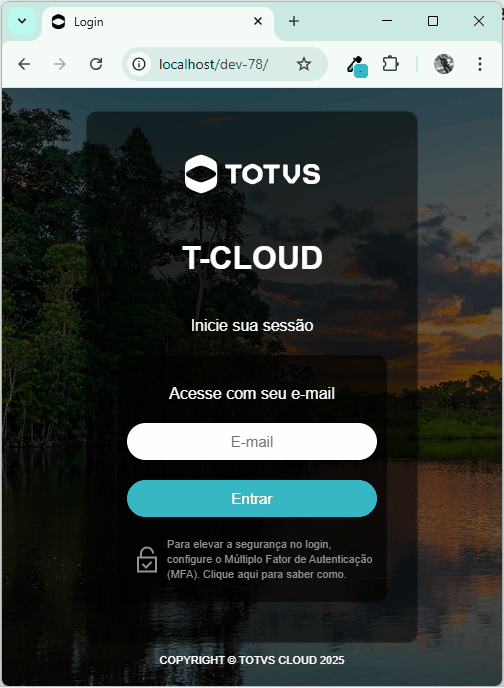 Login
localhost/dev-78/
TOTVS
T-CLOUD
Inicie sua sessão
Acesse com seu e-mail
E-mail
Entrar
Para elevar a segurança no login,
configure o Múltiplo Fator de Autenticação
(MFA). Clique aqui para saber como.
COPYRIGHT © TOTVS CLOUD 2025